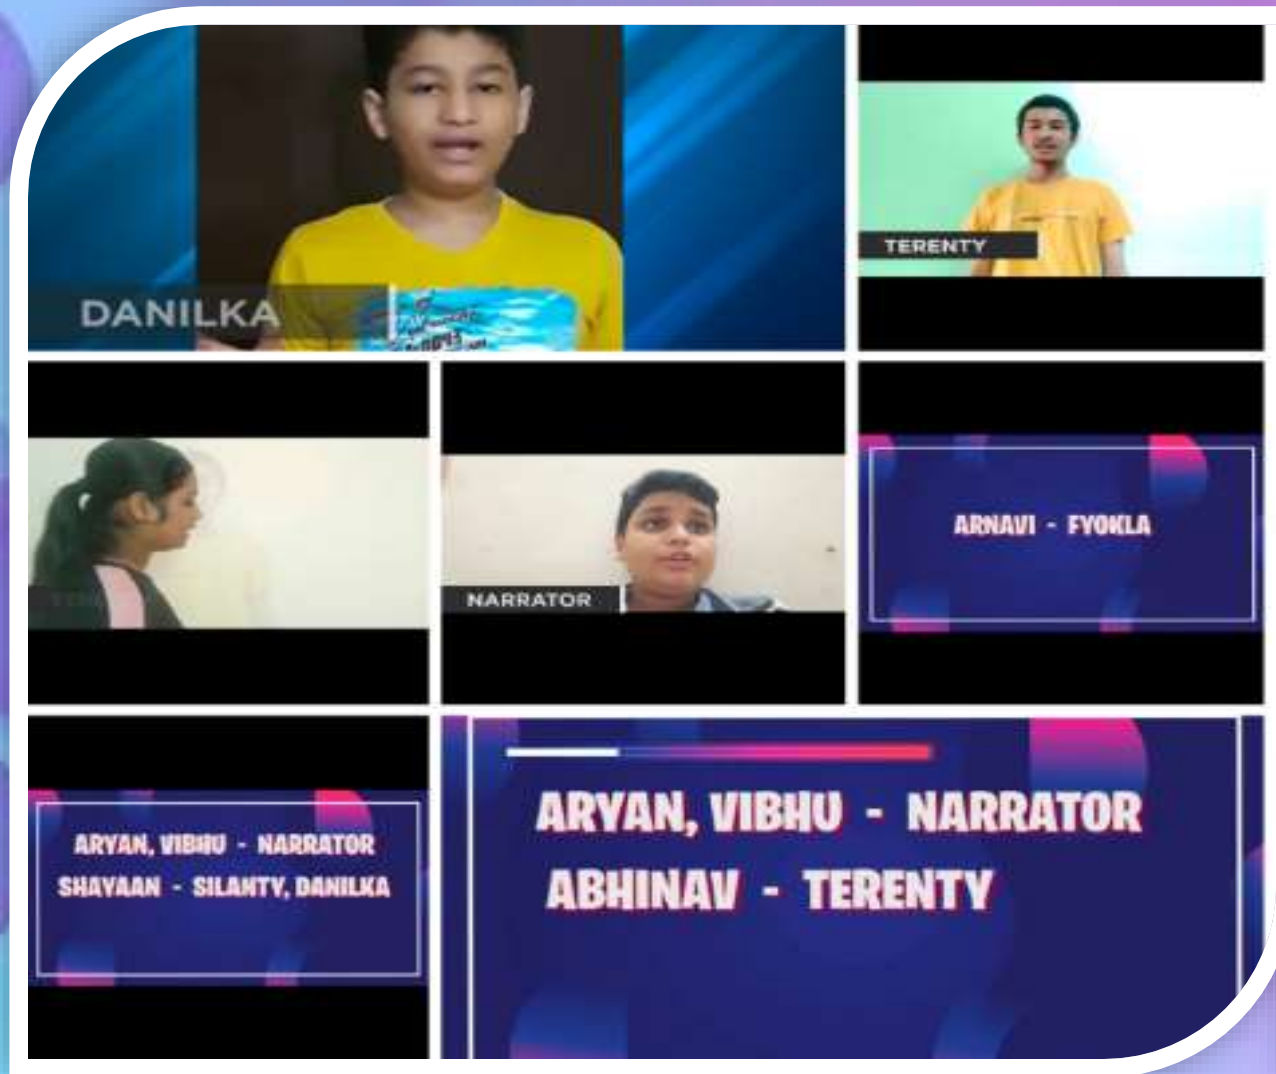 DANILKA
TERENTY
NARRATOR
ARNAVI - FYOKLA
ARYAN, VIBHU - NARRATOR
SHAYAAN - SILANTY, DANILKA
ARYAN, VIBHU - NARRATOR
ABHINAV - TERENTY